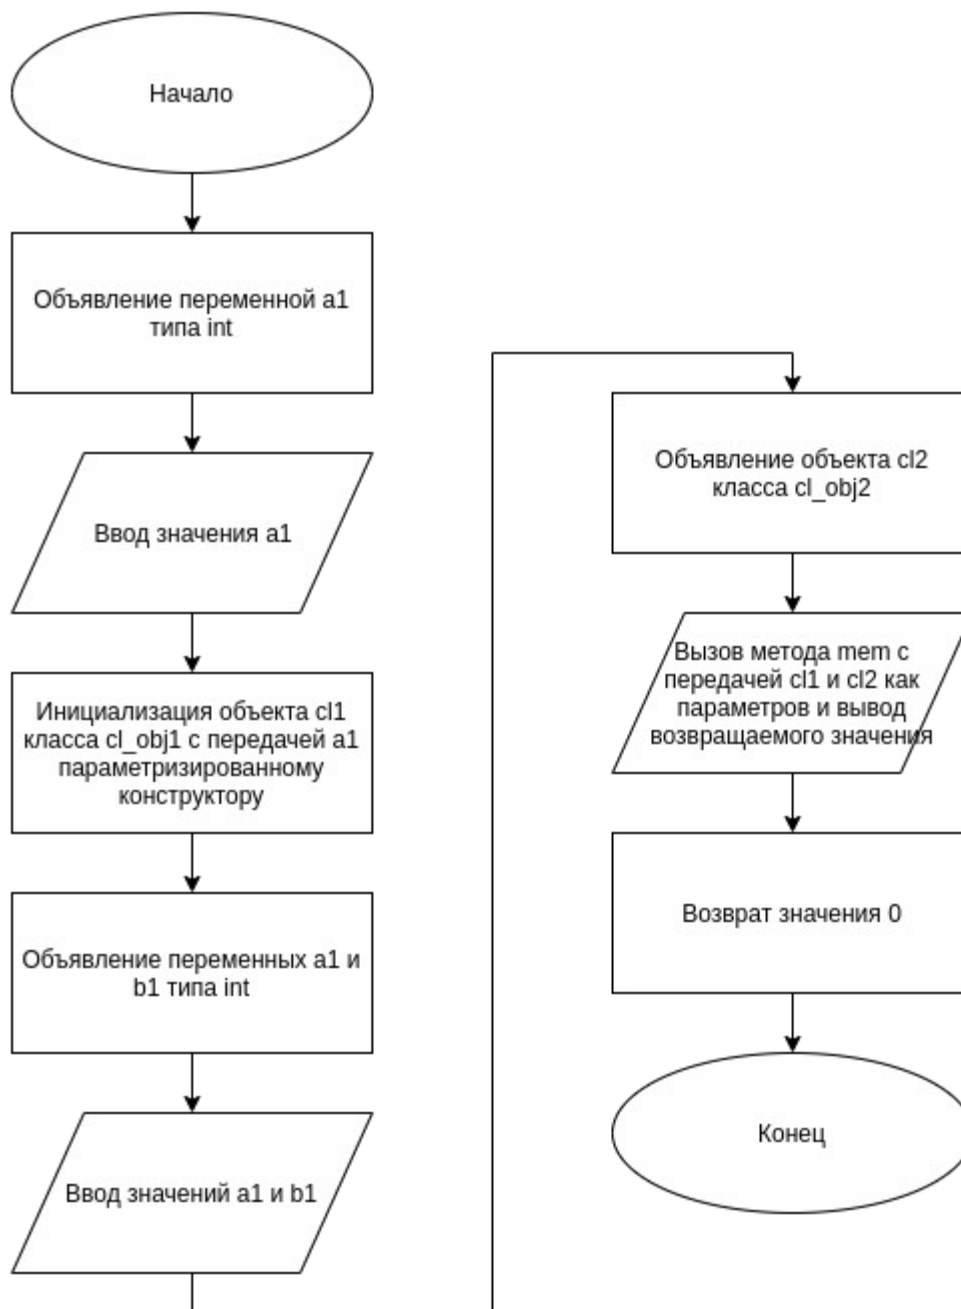 Начало
Объявление переменной a1
типа int
Ввод значения a1
Инициализация объекта cl1
класса cl_obj1 с передачей a1
параметризированному
конструктору
Объявление переменных a1 и
b1 типа int
Ввод значений a1 и b1
Объявление объекта cl2
класса cl_obj2
Вызов метода mem с
передачей cl1 и cl2 как
параметров и вывод
возвращаемого значения
Возврат значения 0
Конец